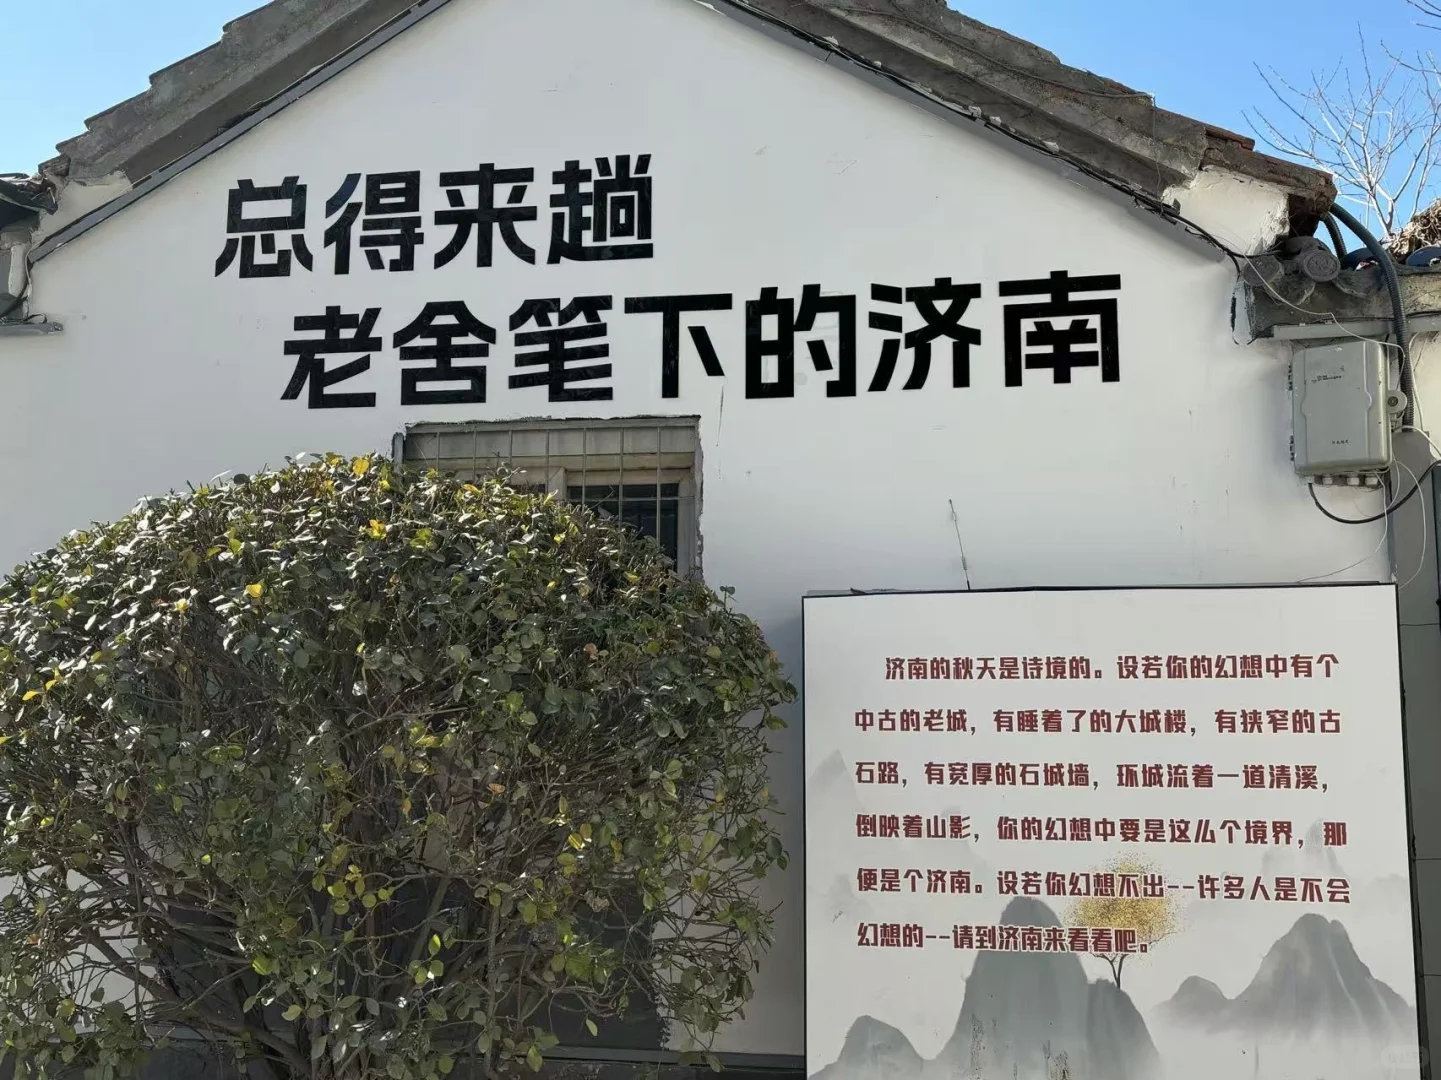 总得来趟
老舍笔下的济南
济南的秋天是诗境的。设若你的幻想中有个
中古的老城，有睡着了的大城楼，有狭窄的古
石路，有宽厚的石城墙，环城流着一道清溪，
倒映着山影，你的幻想中要是这么个境界，那
便是个济南。设若你幻想不出--许多人是不会
幻想的--请到济南来看看吧。